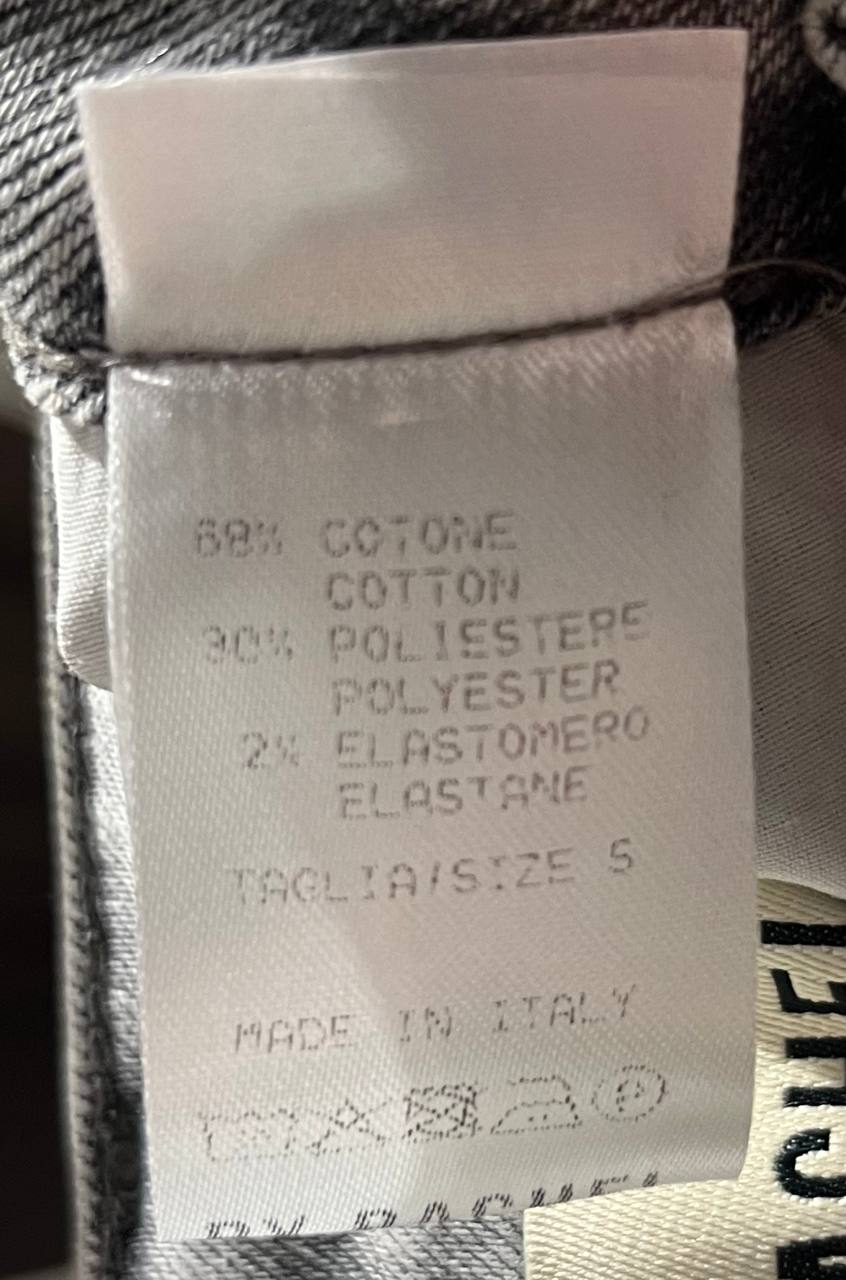 68% COTONE
COTTON
30% POLIESTERE
POLYESTER
2% ELASTOMERO
ELASTANE
TAGLIA/SIZE S
MADE IN ITALY
P